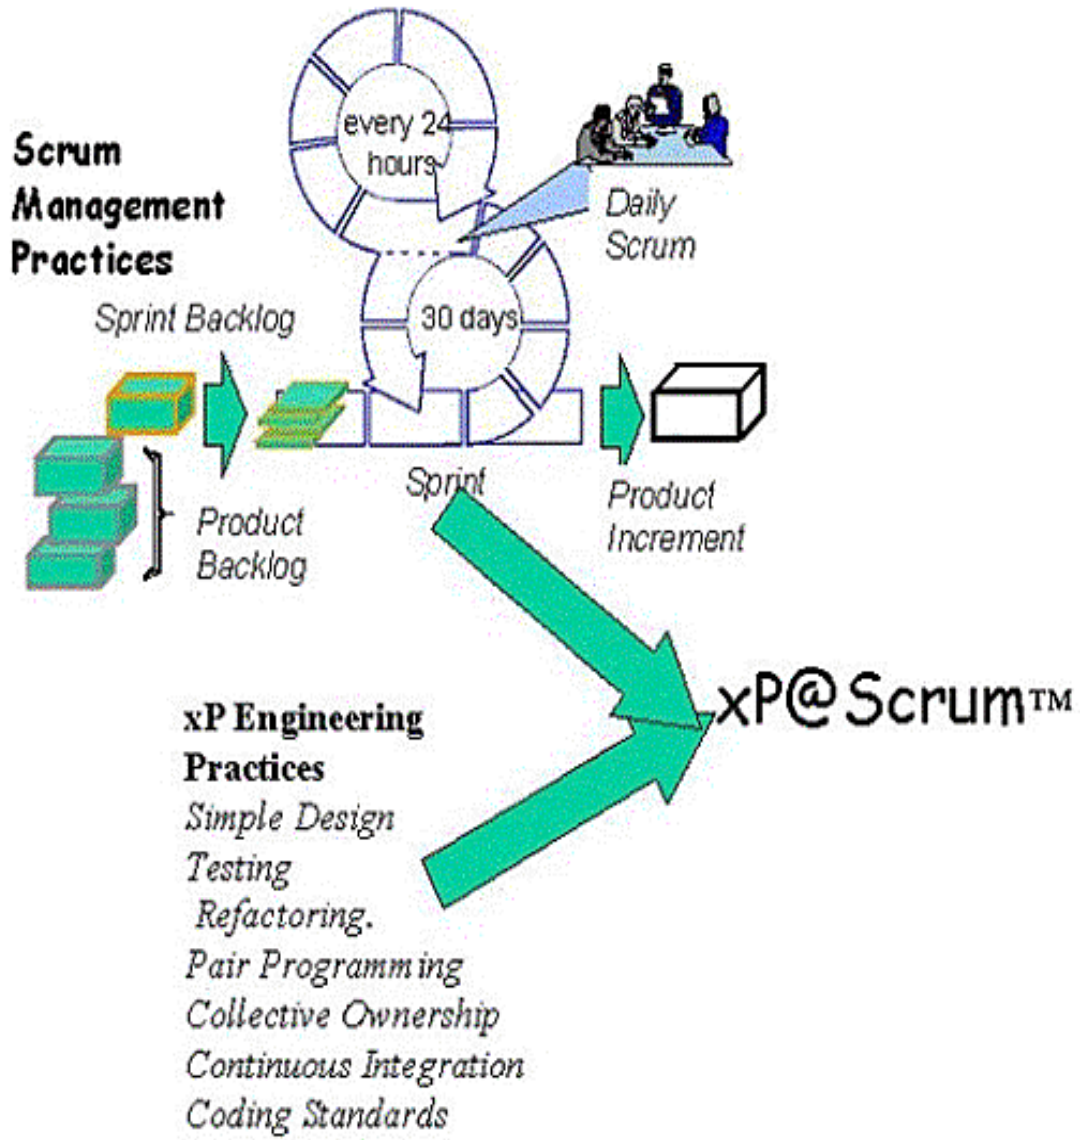 every 24
hours
Scrum
Management
Practices
Daily
Scrum
Sprint Backlog
30 days
Sprint
Product
Increment
Product
Backlog
xP@Scrum™
xP Engineering
Practices
Simple Design
Testing
Refactoring.
Pair Programming
Collective Ownership
Continuous Integration
Coding Standards